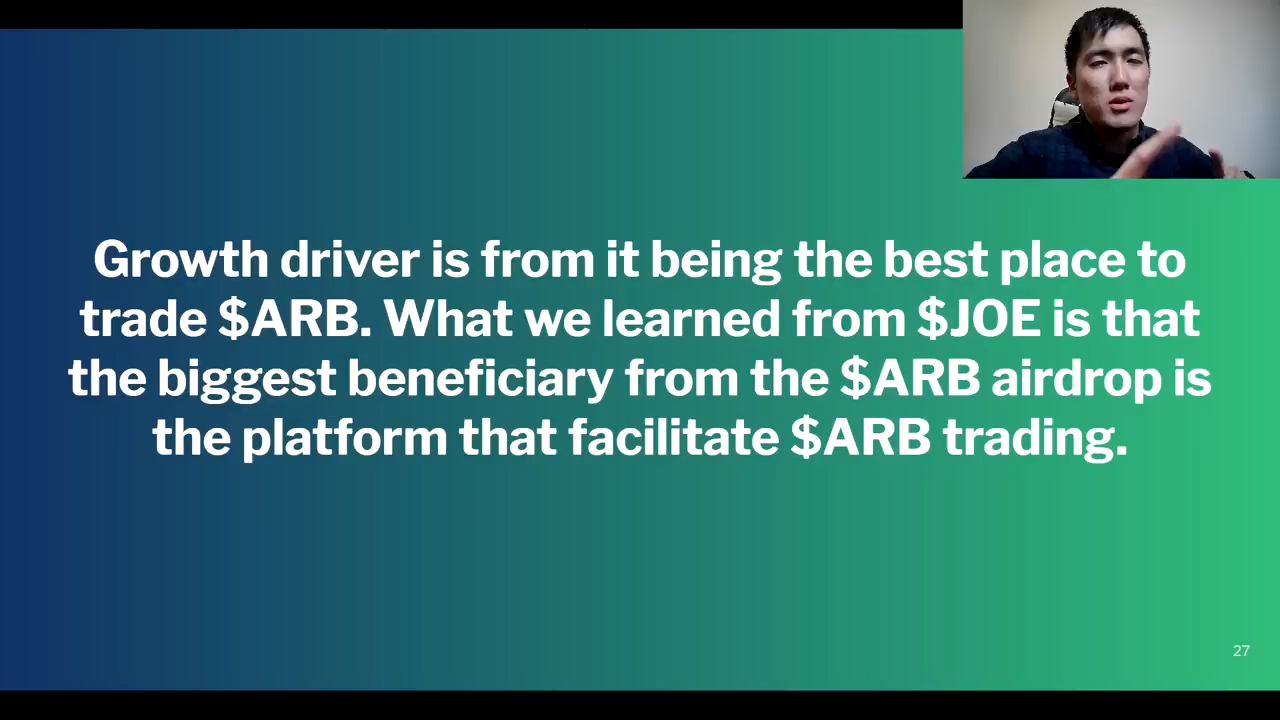 Growth driver is from it being the best place to
trade $ARB. What we learned from $JOE is that
the biggest beneficiary from the $ARB airdrop is
the platform that facilitate $ARB trading.
27